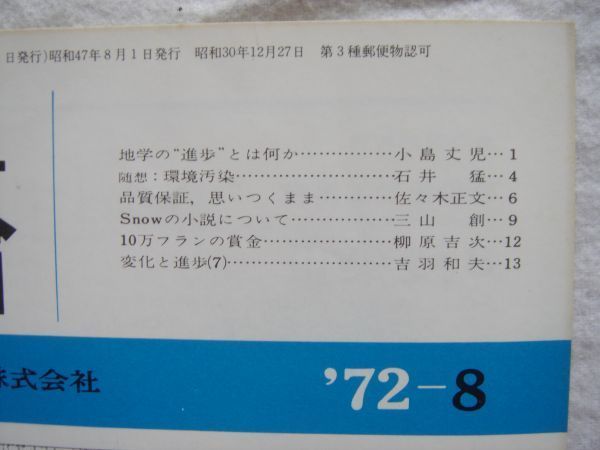 日発行)昭和47年8月1日発行 昭和30年12月27日 第3種郵便物認可
地学の“進歩”とは何か……………小島丈児…1
随想:環境汚染……………………石井 猛…4
品質保証，思いつくまま…………佐々木正文…6
Snowの小説について……………三山 創…9
10万フランの賞金…………………柳原吉次…12
変化と進歩(7)……………………吉羽和夫…13
株式会社 '72-8